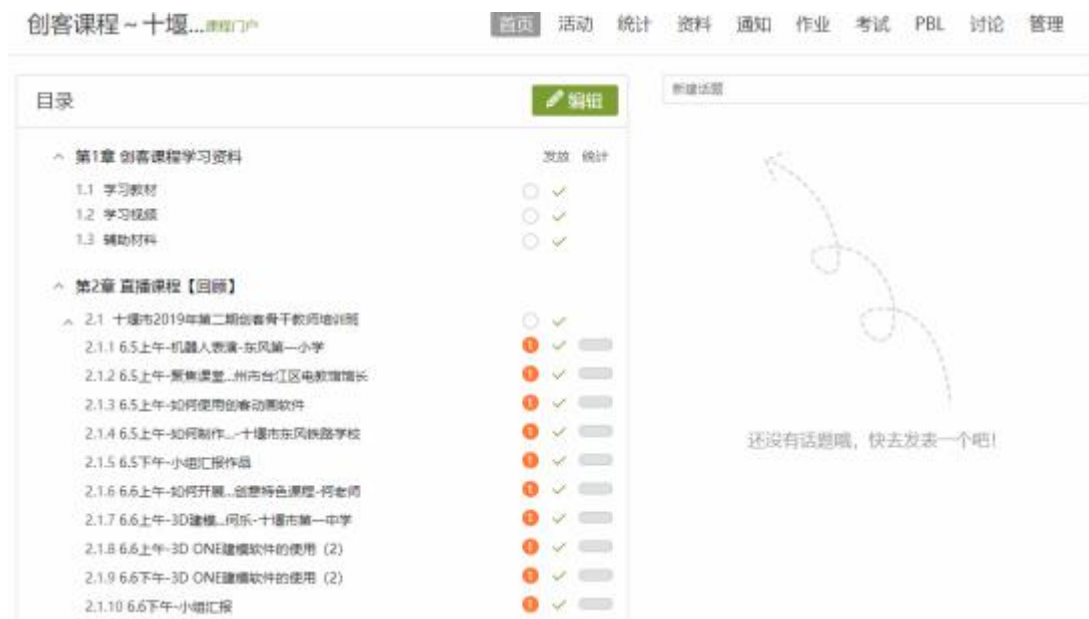 创客课程～十堰...课程门户
首页 活动 统计 资料 通知 作业 考试 PBL 讨论 管理
目录
编辑
新建话题
第1章 创客课程学习资料
发放 统计
1.1 学习教材
1.2 学习视频
1.3 辅助材料
第2章 直播课程【回顾】
2.1 十堰市2019年第二期创客骨干教师培训班
2.1.1 6.5上午-机器人表演-东风第一小学
2.1.2 6.5上午-聚焦课堂...州市台江区电教馆馆长
2.1.3 6.5上午-如何使用创客动画软件
2.1.4 6.5上午-如何制作...-十堰市东风铁路学校
2.1.5 6.5下午-小组汇报作品
2.1.6 6.6上午-如何开展...创意特色课程-何老师
2.1.7 6.6上午-3D建模...何乐-十堰市第一中学
2.1.8 6.6上午-3D ONE建模软件的使用（2）
2.1.9 6.6下午-3D ONE建模软件的使用（2）
2.1.10 6.6下午-小组汇报
还没有话题哦，快去发表一个吧！